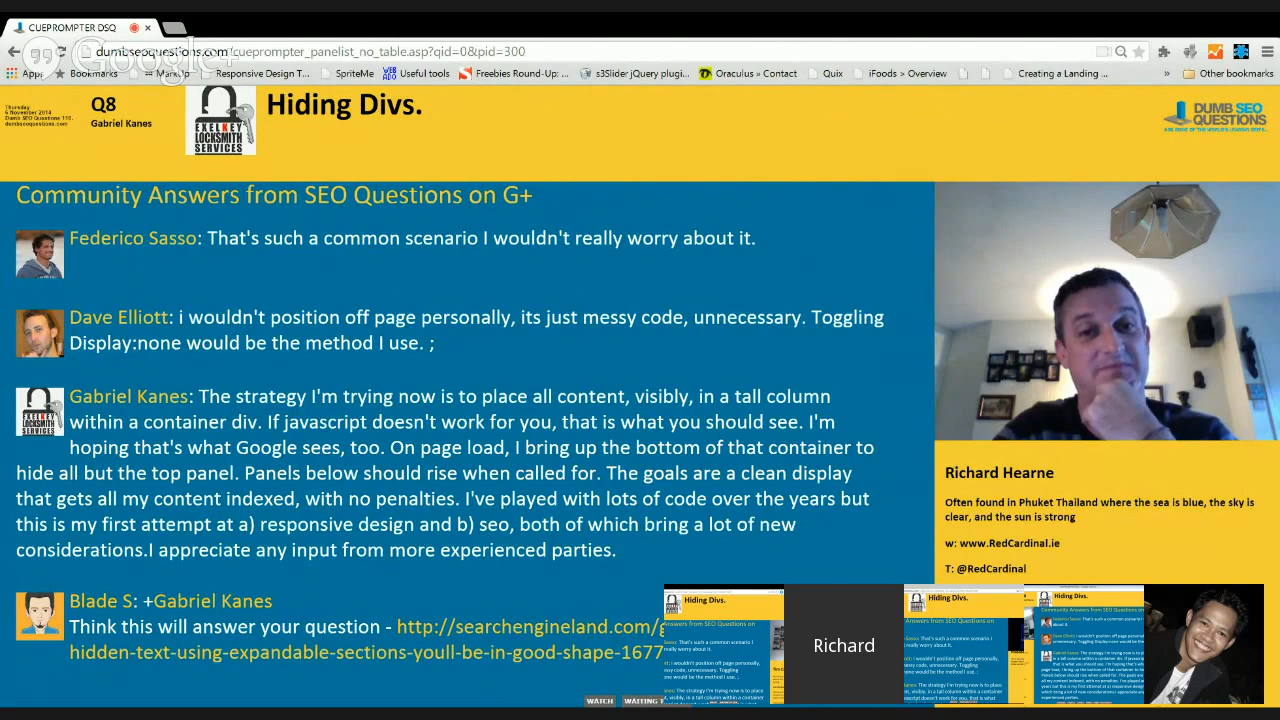 CUEPROMPTER DSQ
Google+
dumbseoquestions.com/cueprompter_panelist_no_table.asp?qid=0&pid=300
Apps Bookmarks MarkUp Responsive Design T... SpriteMe Useful tools Freebies Round-Up: ... s3Slider jQuery plugi... Oraculus » Contact Quix iFoods » Overview Creating a Landing ... » Other bookmarks
Thursday
6 November 2014
Dumb SEO Questions 110.
dumbseoquestions.com
Q8
Gabriel Kanes
EXELKEY
LOCKSMITH
SERVICES
Hiding Divs.
DUMB SEO
QUESTIONS
Community Answers from SEO Questions on G+
Federico Sasso: That's such a common scenario I wouldn't really worry about it.
Dave Elliott: i wouldn't position off page personally, its just messy code, unnecessary. Toggling
Display:none would be the method I use. ;
EXELKEY
LOCKSMITH
SERVICES
Gabriel Kanes: The strategy I'm trying now is to place all content, visibly, in a tall column
within a container div. If javascript doesn't work for you, that is what you should see. I'm
hoping that's what Google sees, too. On page load, I bring up the bottom of that container to
hide all but the top panel. Panels below should rise when called for. The goals are a clean display
that gets all my content indexed, with no penalties. I've played with lots of code over the years but
this is my first attempt at a) responsive design and b) seo, both of which bring a lot of new
considerations.I appreciate any input from more experienced parties.
Blade S: +Gabriel Kanes
Think this will answer your question - http://searchengineland.com/g
hidden-text-using-expandable-sections-youll-be-in-good-shape-1677
Richard Hearne
Often found in Phuket Thailand where the sea is blue, the sky is
clear, and the sun is strong
w: www.RedCardinal.ie
T: @RedCardinal
Hiding Divs.
Richard
Hiding Divs.
Hiding Divs.
WATCH